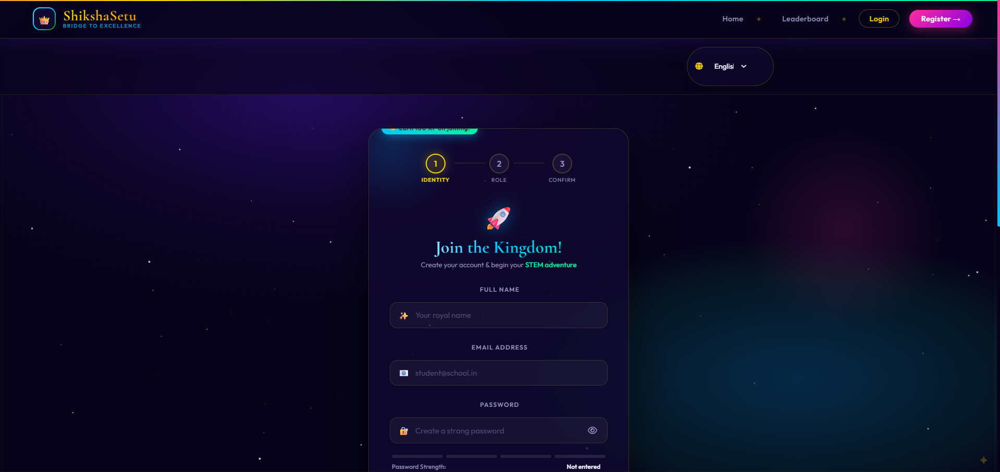 ShikshaSetu
BRIDGE TO EXCELLENCE
Home
Leaderboard
Login
Register →
Englis
1
2
3
IDENTITY
ROLE
CONFIRM
Join the Kingdom!
Create your account & begin your STEM adventure
FULL NAME
Your royal name
EMAIL ADDRESS
student@school.in
PASSWORD
Create a strong password
Password Strength:
Not entered